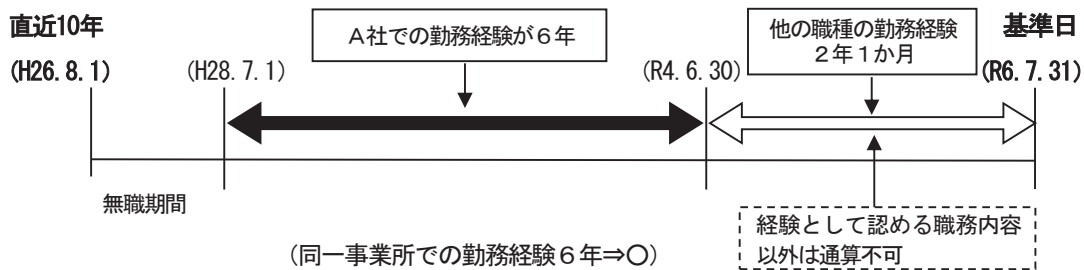 直近10年
(H26.8.1)
(H28.7.1)
A社での勤務経験が6年
(R4.6.30)
他の職種の勤務経験
2年1か月
基準日
(R6.7.31)
無職期間
(同一事業所での勤務経験6年⇒〇)
経験として認める職務内容
以外は通算不可